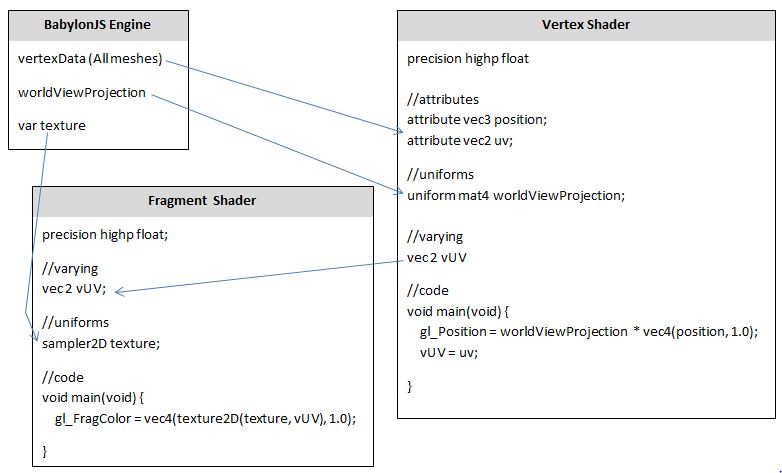 BabylonJS Engine
vertexData (All meshes)
worldViewProjection
var texture
Vertex Shader
precision highp float
//attributes
attribute vec3 position;
attribute vec2 uv;
//uniforms
uniform mat4 worldViewProjection;
//varying
vec2 vUV
//code
void main(void) {
gl_Position = worldViewProjection * vec4(position, 1.0);
vUV = uv;
}
Fragment Shader
precision highp float;
//varying
vec2 vUV;
//uniforms
sampler2D texture;
//code
void main(void) {
gl_FragColor = vec4(texture2D(texture, vUV), 1.0);
}